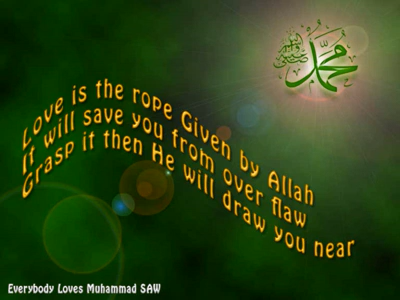 محمد
صلى الله عليه وسلم
Love is the rope Given by Allah
It will save you from over flaw
Grasp it then He will draw you near
Everybody Loves Muhammad SAW